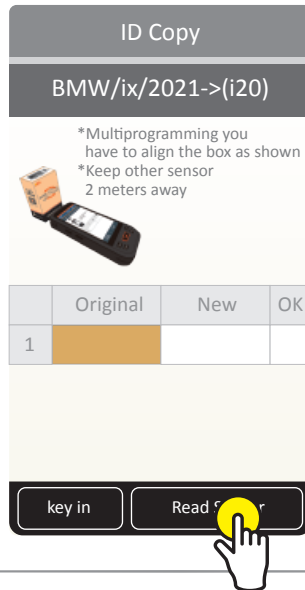 ID Copy
BMW/ix/2021->(i20)
*Multiprogramming you
have to align the box as shown
*Keep other sensor
2 meters away
Original New OK
1
key in Read